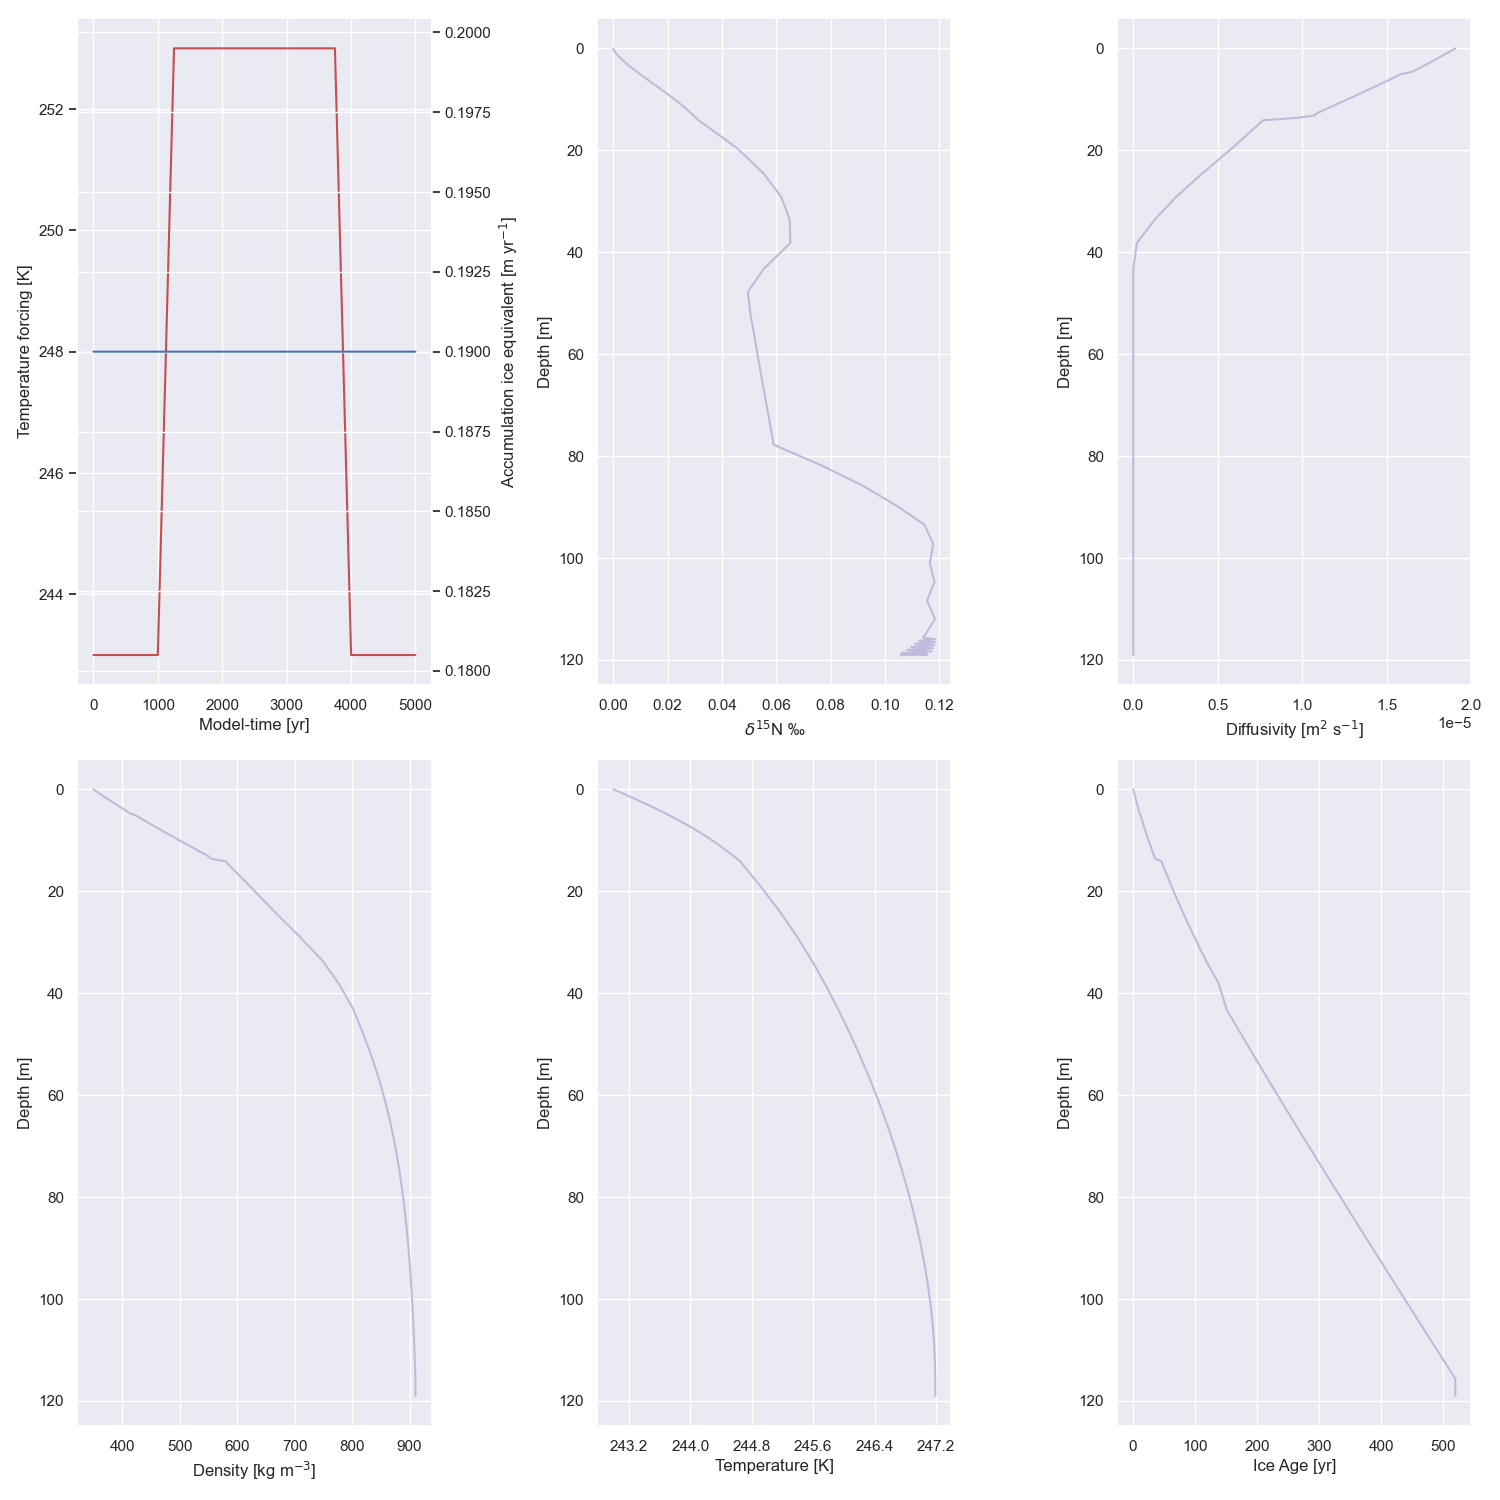 Temperature forcing [K]
252
250
248
246
244
0.2000
0.1975
0.1950
0.1925
0.1900
0.1875
0.1850
0.1825
0.1800
Accumulation ice equivalent [m yr⁻¹]
0 1000 2000 3000 4000 5000
Model-time [yr]
Depth [m]
0
20
40
60
80
100
120
0.00 0.02 0.04 0.06 0.08 0.10 0.12
δ¹⁵N ‰
Depth [m]
0
20
40
60
80
100
120
0.0 0.5 1.0 1.5 2.0
1e−5
Diffusivity [m² s⁻¹]
Depth [m]
0
20
40
60
80
100
120
400 500 600 700 800 900
Density [kg m⁻³]
Depth [m]
0
20
40
60
80
100
120
243.2 244.0 244.8 245.6 246.4 247.2
Temperature [K]
Depth [m]
0
20
40
60
80
100
120
0 100 200 300 400 500
Ice Age [yr]